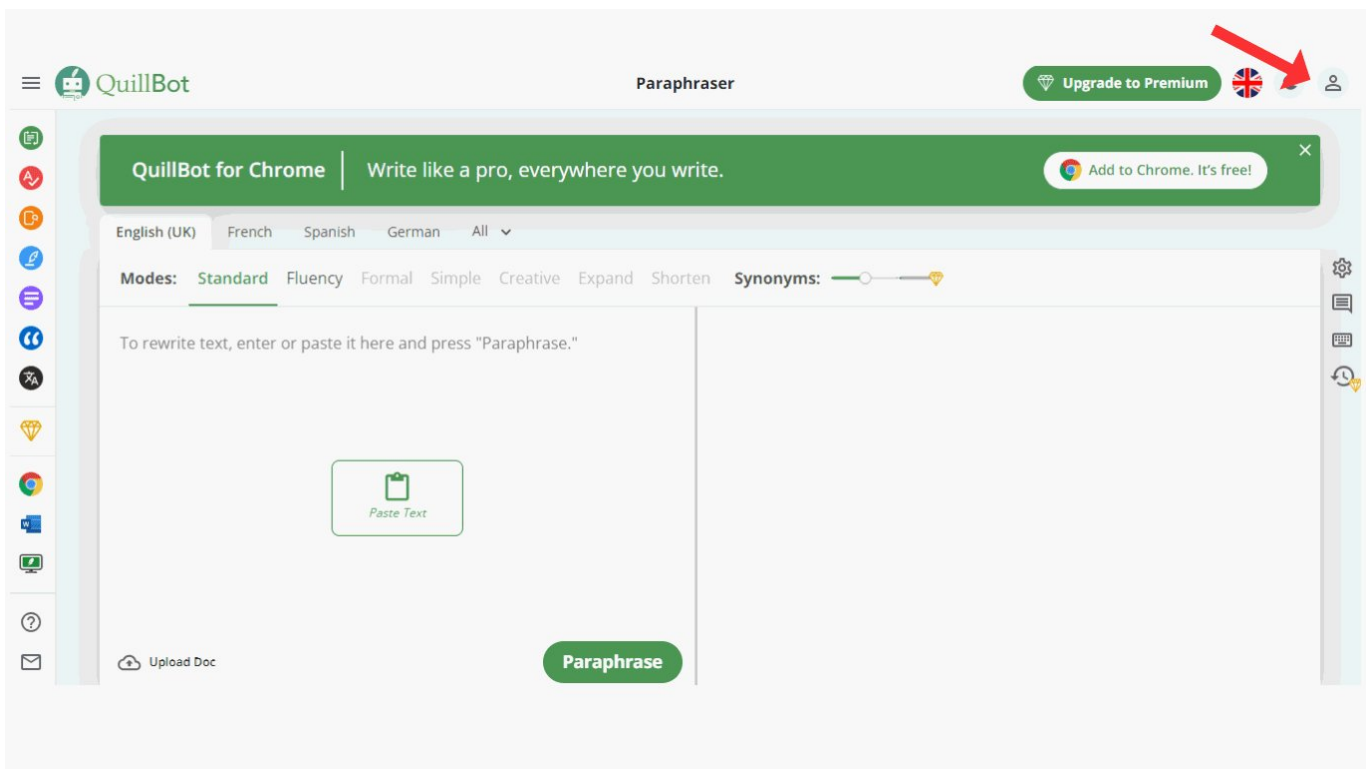 QuillBot
Paraphraser
Upgrade to Premium
QuillBot for Chrome
Write like a pro, everywhere you write.
Add to Chrome. It's free!
English (UK) French Spanish German All
Modes: Standard Fluency Formal Simple Creative Expand Shorten Synonyms:
To rewrite text, enter or paste it here and press "Paraphrase."
Paste Text
Upload Doc
Paraphrase